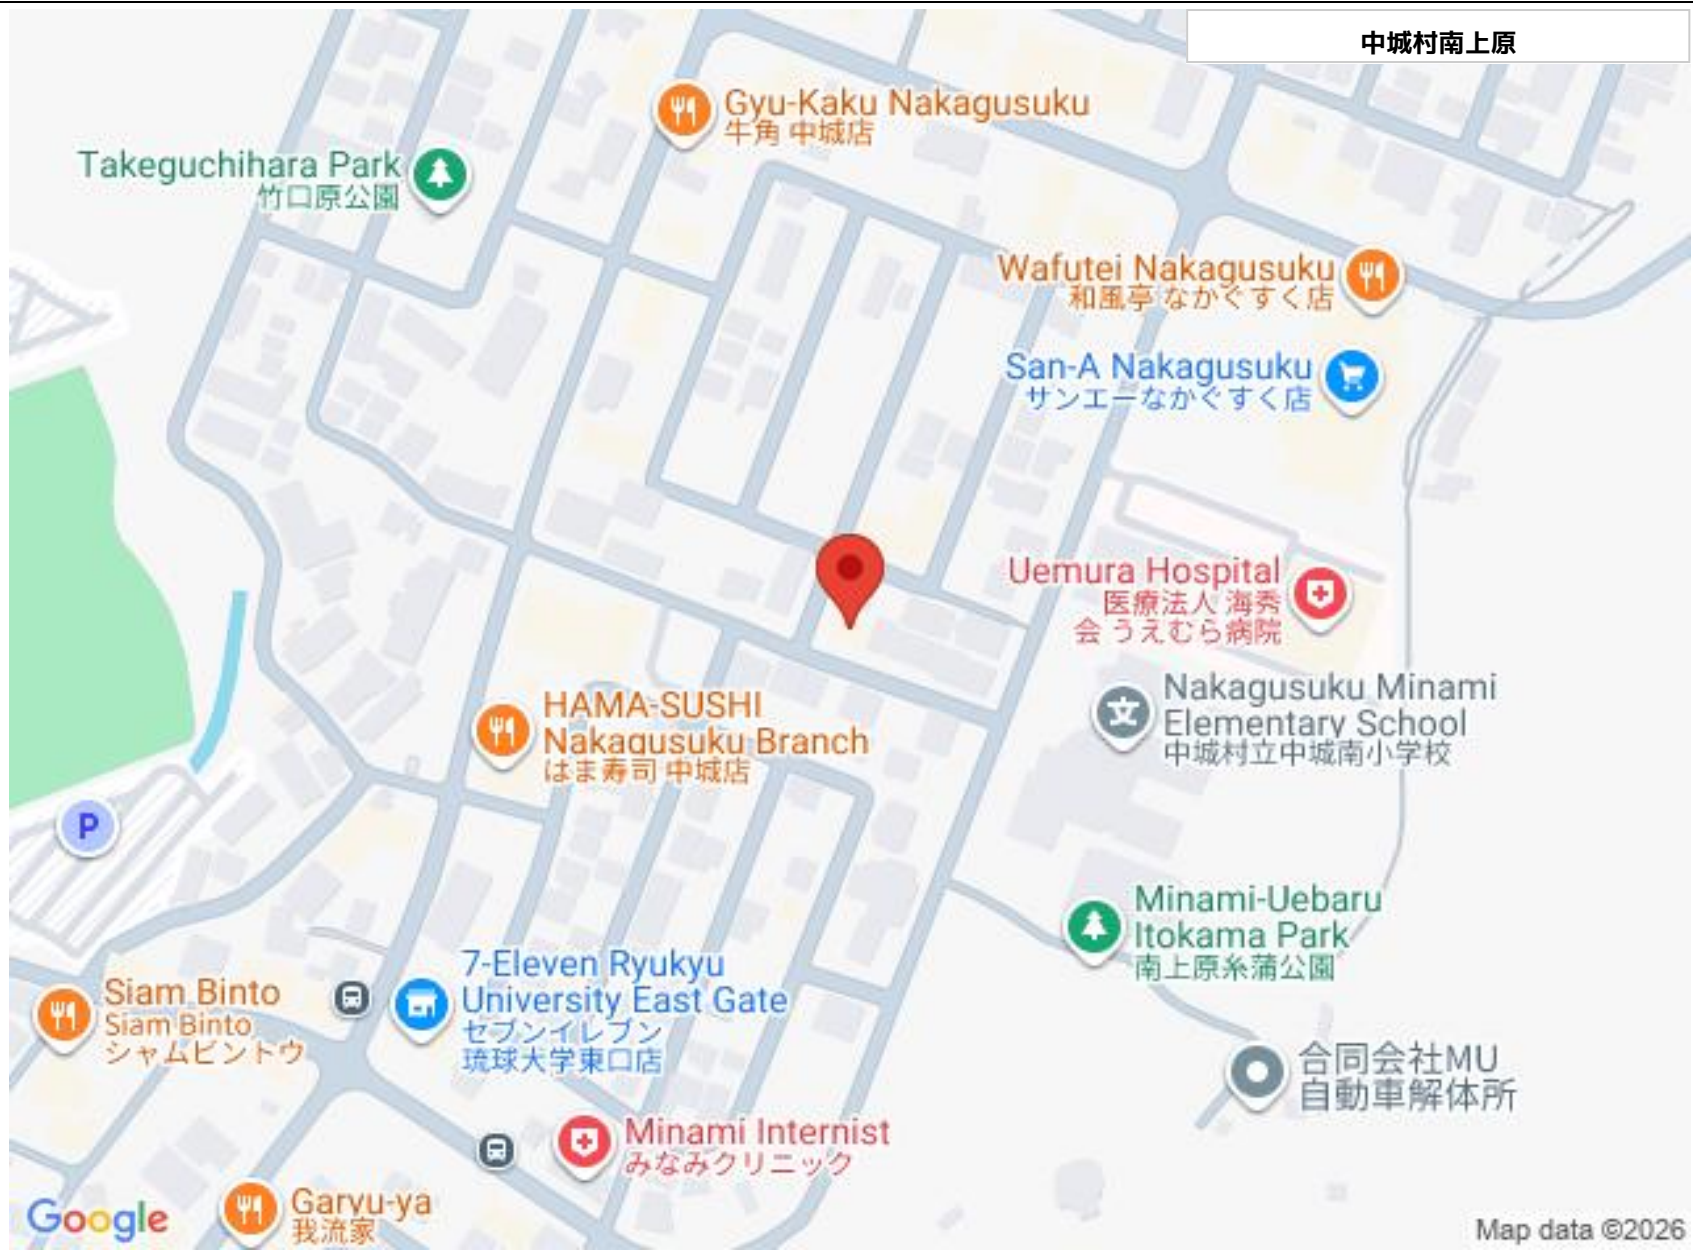 中城村南上原
Gyu-Kaku Nakagusuku
牛角 中城店
Takeguchihara Park
竹口原公園
Wafutei Nakagusuku
和風亭 なかぐすく店
San-A Nakagusuku
サンエーなかぐすく店
Uemura Hospital
医療法人 海秀
会 うえむら病院
Nakagusuku Minami
Elementary School
中城村立中城南小学校
HAMA-SUSHI
Nakagusuku Branch
はま寿司 中城店
P
Minami-Uebaru
Itokama Park
南上原糸蒲公園
7-Eleven Ryukyu
University East Gate
セブンイレブン
琉球大学東口店
Siam Binto
Siam Binto
シャムビントウ
合同会社MU
自動車解体所
Minami Internist
みなみクリニック
Garyu-ya
我流家
Google
Map data ©2026